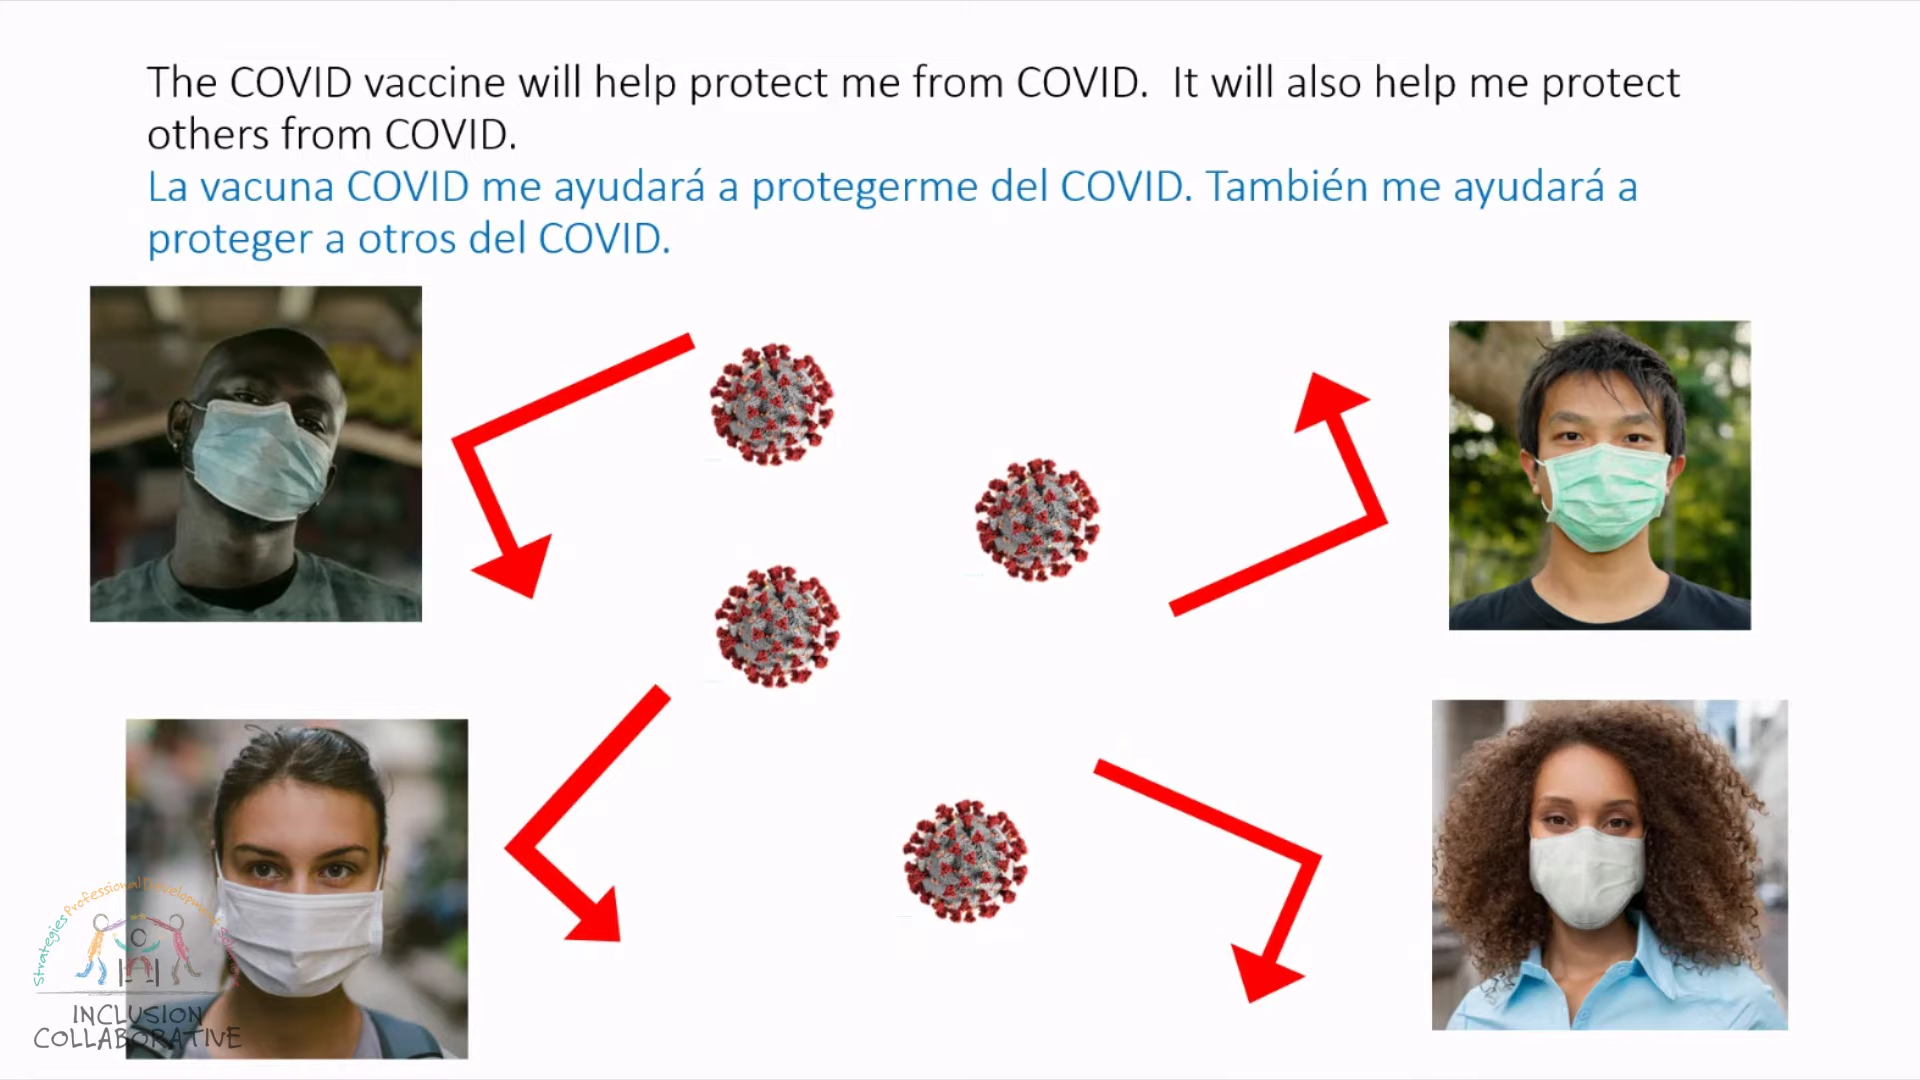 The COVID vaccine will help protect me from COVID.  It will also help me protect
others from COVID.
La vacuna COVID me ayudará a protegerme del COVID. También me ayudará a
proteger a otros del COVID.
Strategies Professional Development
INCLUSION
COLLABORATIVE